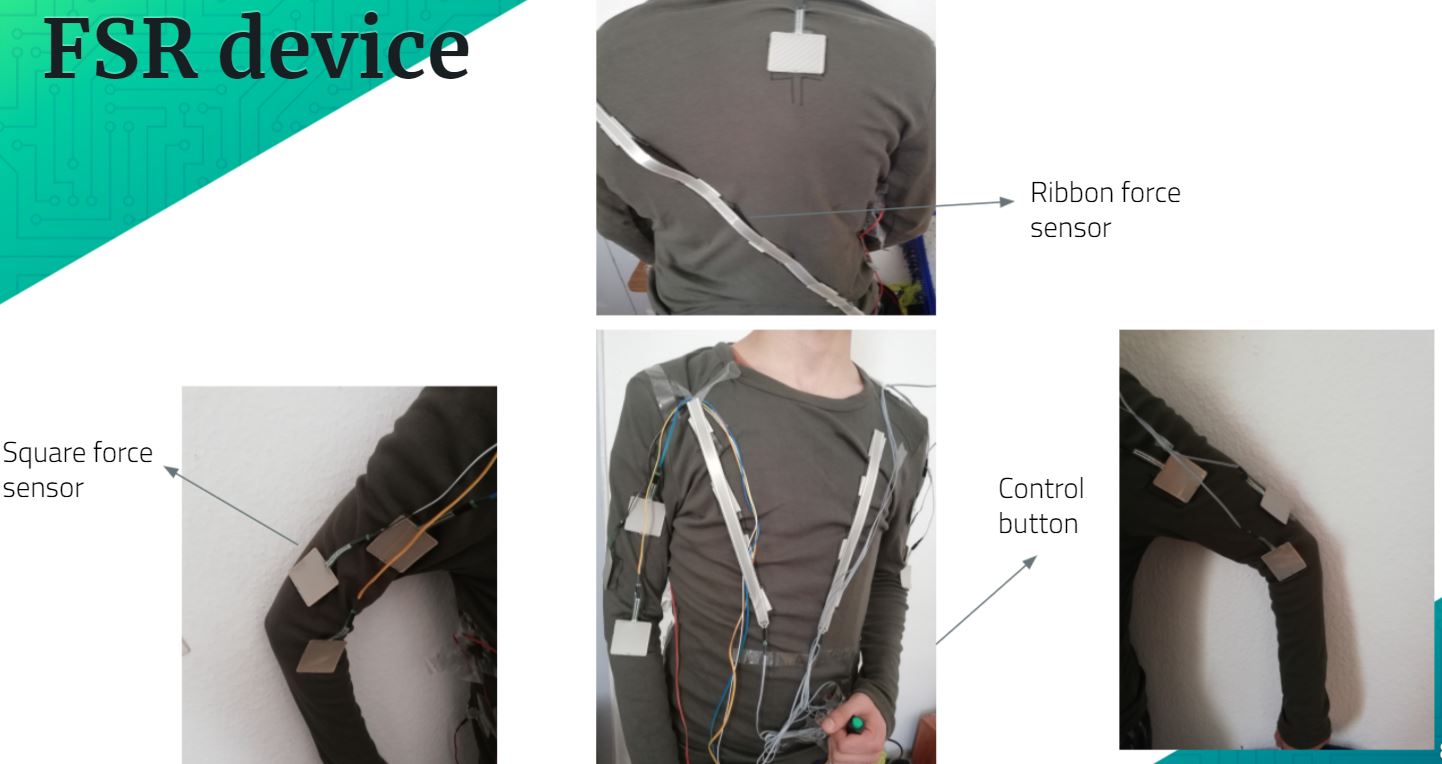 FSR device
Ribbon force
sensor
Square force
sensor
Control
button